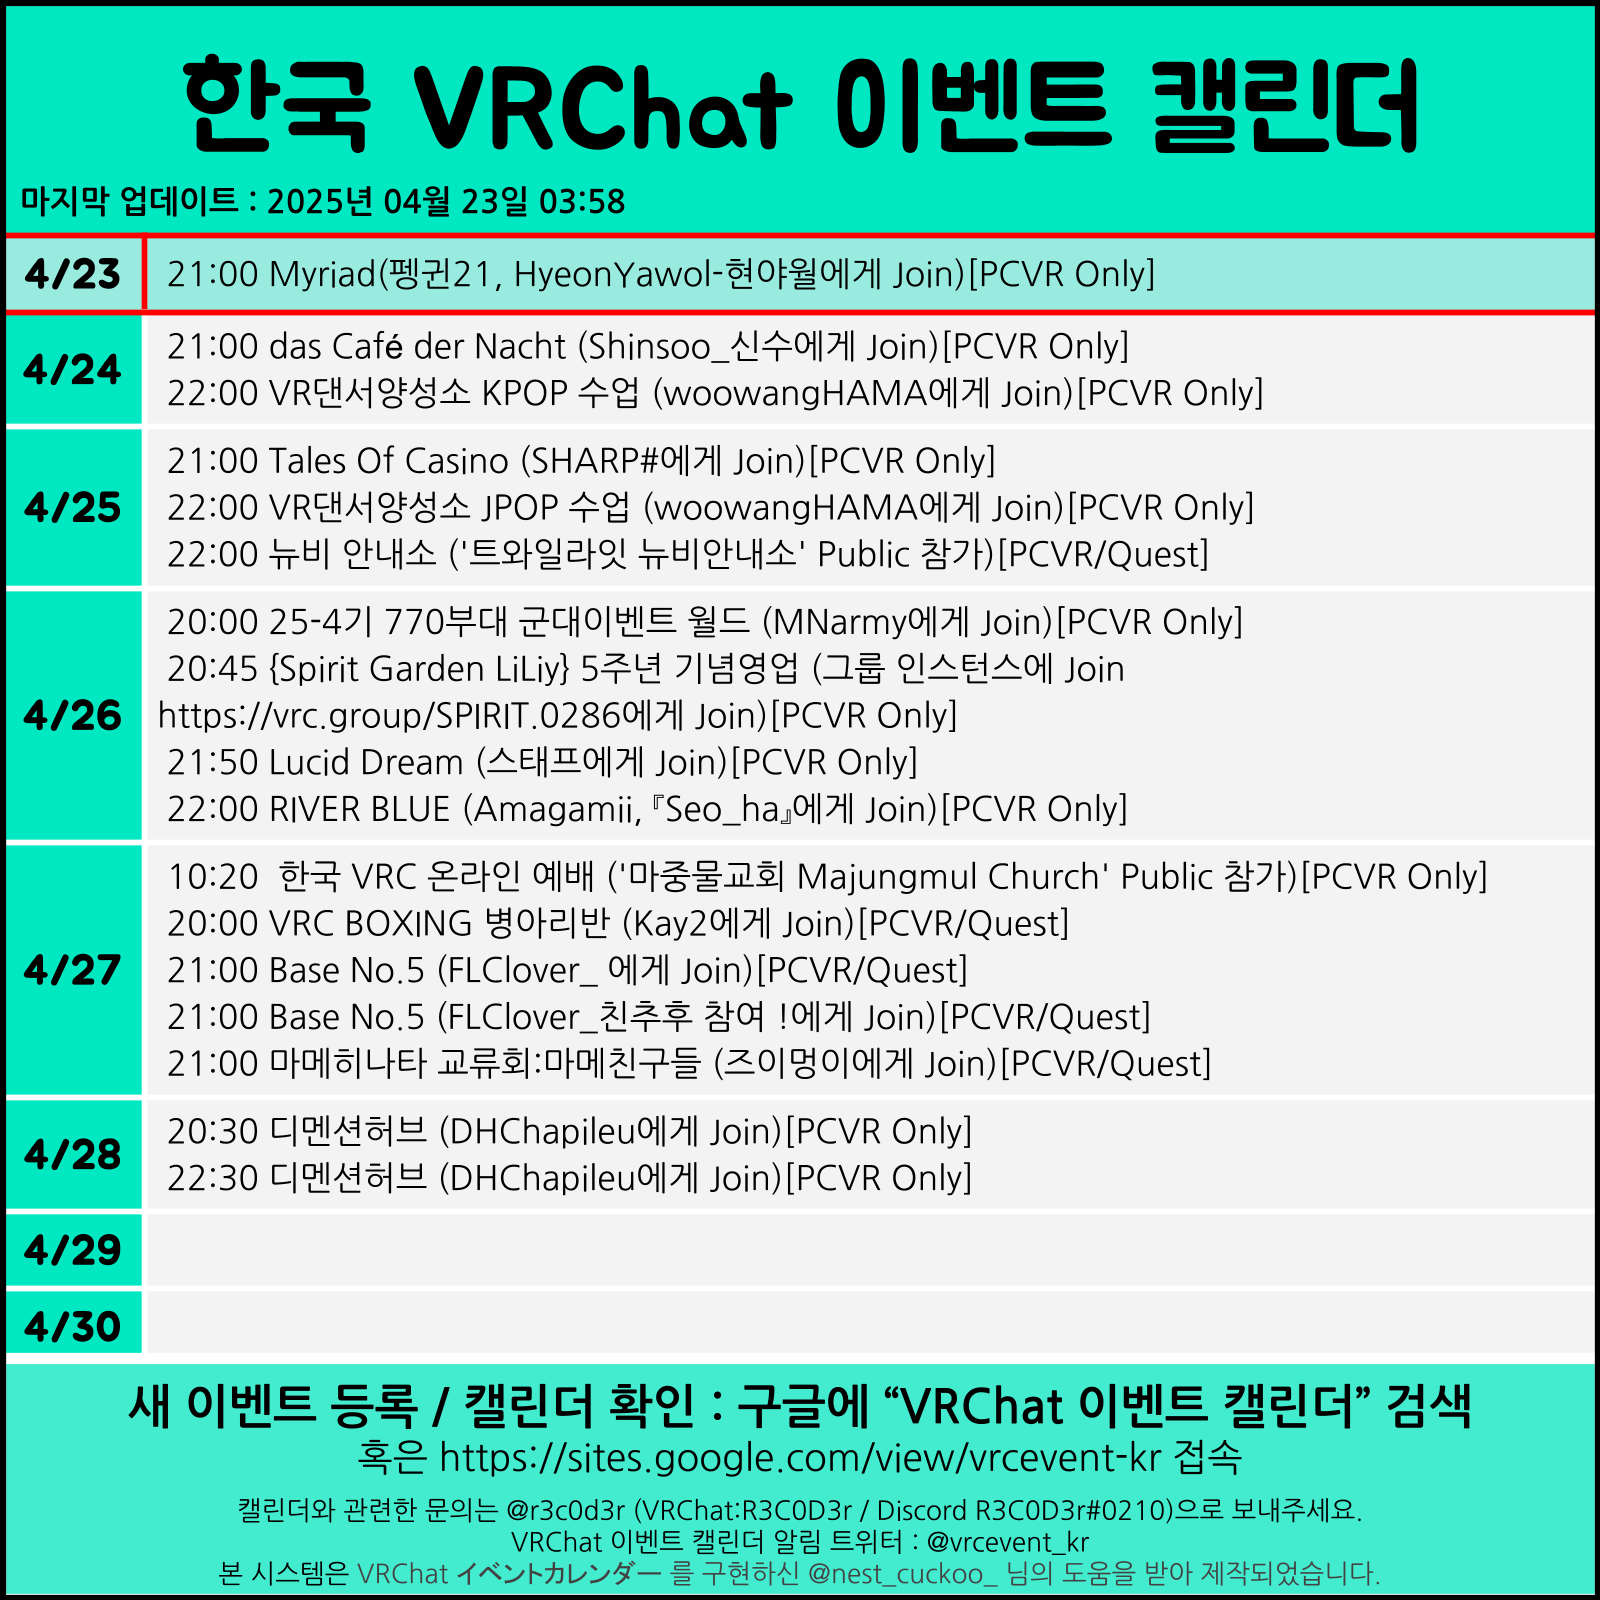 한국 VRChat 이벤트 캘린더
마지막 업데이트 : 2025년 04월 23일 03:58
4/23
21:00 Myriad(펭귄21, HyeonYawol-현야월에게 Join)[PCVR Only]
4/24
21:00 das Café der Nacht (Shinsoo_신수에게 Join)[PCVR Only]
22:00 VR댄서양성소 KPOP 수업 (woowangHAMA에게 Join)[PCVR Only]
4/25
21:00 Tales Of Casino (SHARP#에게 Join)[PCVR Only]
22:00 VR댄서양성소 JPOP 수업 (woowangHAMA에게 Join)[PCVR Only]
22:00 뉴비 안내소 ('트와일라잇 뉴비안내소' Public 참가)[PCVR/Quest]
4/26
20:00 25-4기 770부대 군대이벤트 월드 (MNarmy에게 Join)[PCVR Only]
20:45 {Spirit Garden LiLiy} 5주년 기념영업 (그룹 인스턴스에 Join
https://vrc.group/SPIRIT.0286에게 Join)[PCVR Only]
21:50 Lucid Dream (스태프에게 Join)[PCVR Only]
22:00 RIVER BLUE (Amagamii, 『Seo_ha』에게 Join)[PCVR Only]
4/27
10:20  한국 VRC 온라인 예배 ('마중물교회 Majungmul Church' Public 참가)[PCVR Only]
20:00 VRC BOXING 병아리반 (Kay2에게 Join)[PCVR/Quest]
21:00 Base No.5 (FLClover_ 에게 Join)[PCVR/Quest]
21:00 Base No.5 (FLClover_친추후 참여 !에게 Join)[PCVR/Quest]
21:00 마메히나타 교류회:마메친구들 (즈이멍이에게 Join)[PCVR/Quest]
4/28
20:30 디멘션허브 (DHChapileu에게 Join)[PCVR Only]
22:30 디멘션허브 (DHChapileu에게 Join)[PCVR Only]
4/29
4/30
새 이벤트 등록 / 캘린더 확인 : 구글에 “VRChat 이벤트 캘린더” 검색
혹은 https://sites.google.com/view/vrcevent-kr 접속
캘린더와 관련한 문의는 @r3c0d3r (VRChat:R3C0D3r / Discord R3C0D3r#0210)으로 보내주세요.
VRChat 이벤트 캘린더 알림 트위터 : @vrcevent_kr
본 시스템은 VRChat イベントカレンダー 를 구현하신 @nest_cuckoo_ 님의 도움을 받아 제작되었습니다.